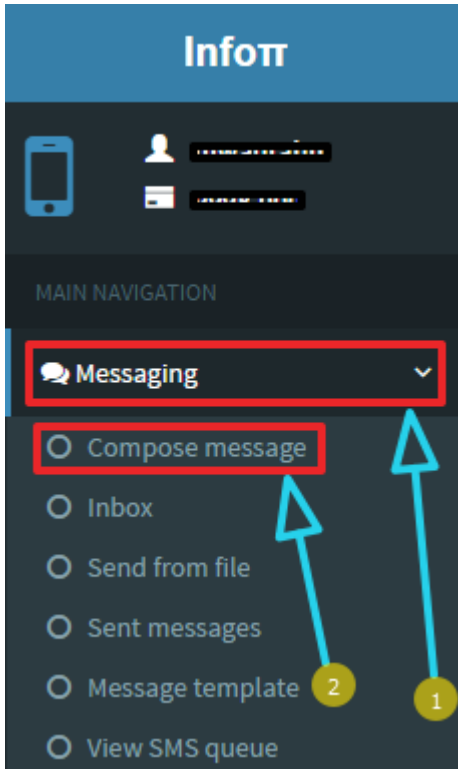 Infoπ
MAIN NAVIGATION
Messaging
Compose message
Inbox
Send from file
Sent messages
Message template
2
1
View SMS queue